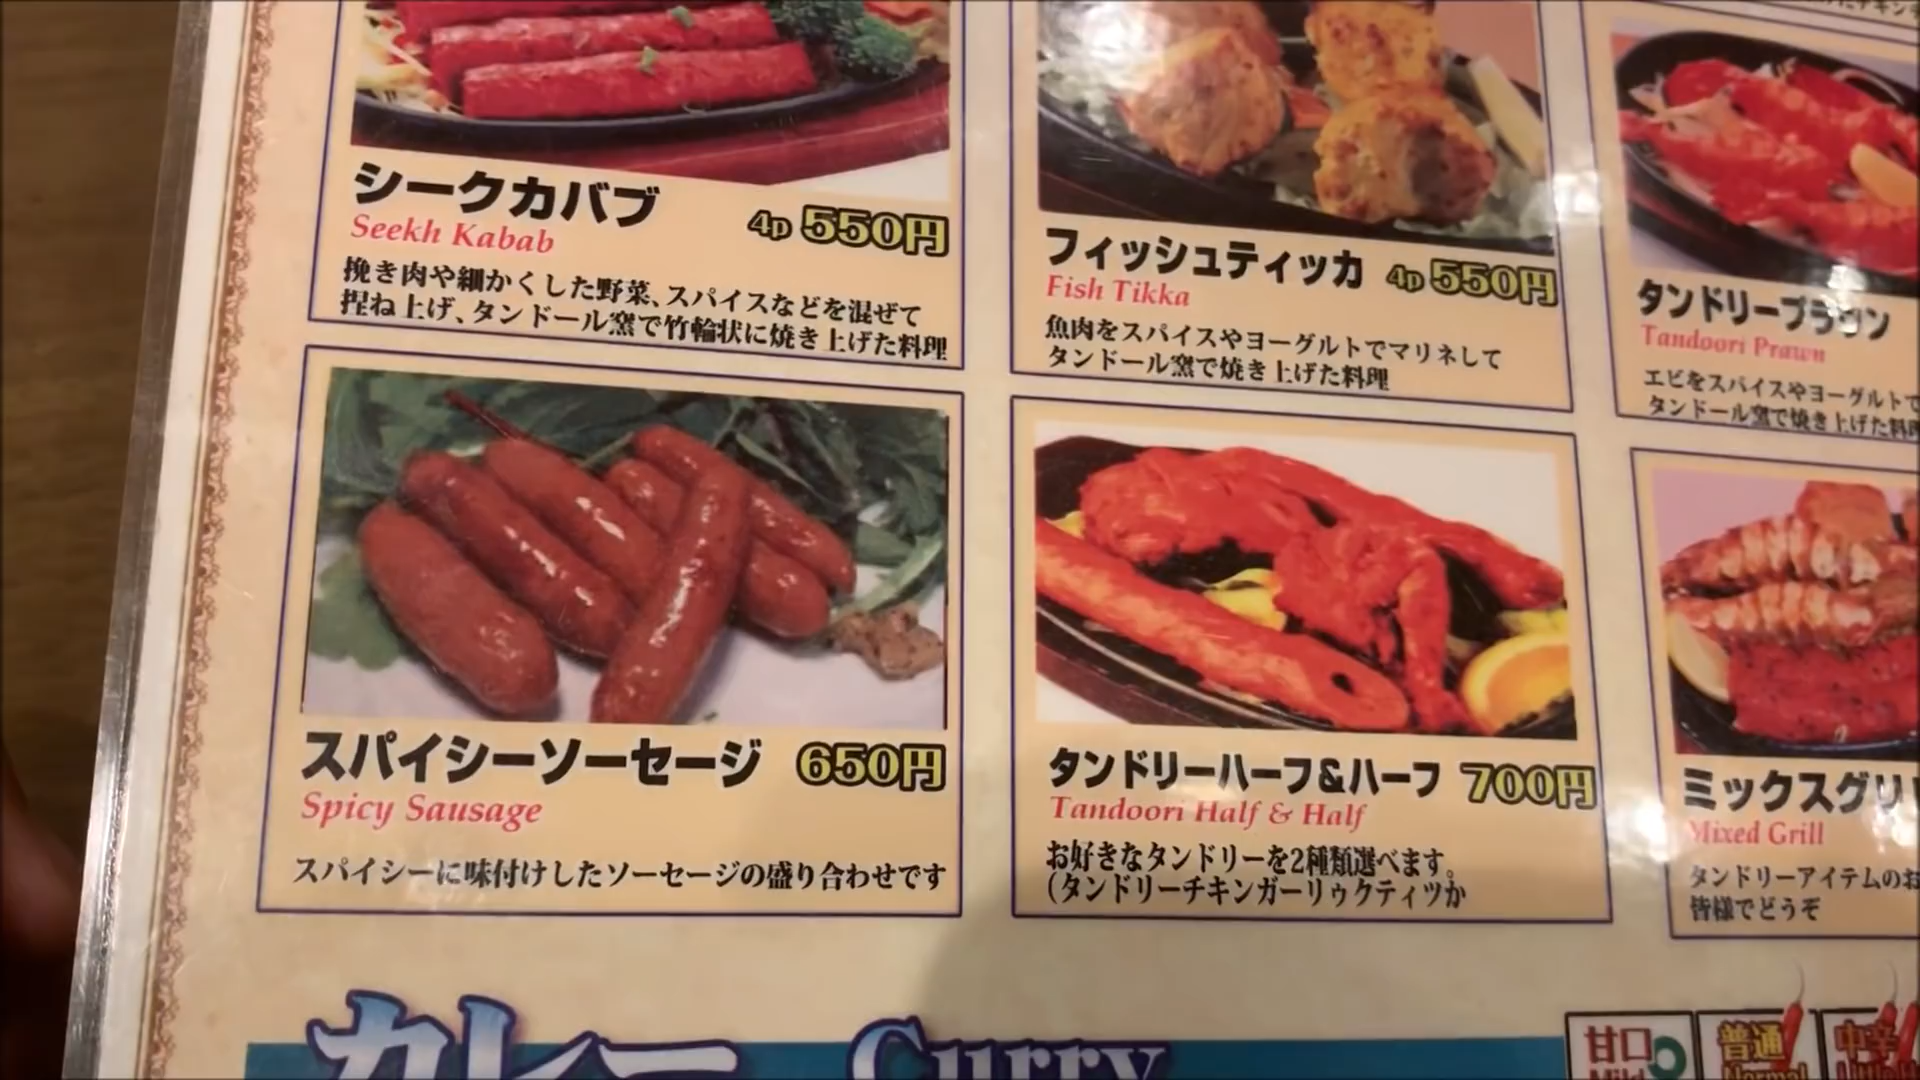 シークカバブ
Seekh Kabab
4p 550円
挽き肉や細かくした野菜、スパイスなどを混ぜて
捏ね上げ、タンドール窯で竹輪状に焼き上げた料理
フィッシュティッカ
Fish Tikka
4p 550円
魚肉をスパイスやヨーグルトでマリネして
タンドール窯で焼き上げた料理
タンドリープラウン
Tandoori Prawn
エビをスパイスやヨーグルトで
タンドール窯で焼き上げた料理
スパイシーソーセージ 650円
Spicy Sausage
スパイシーに味付けしたソーセージの盛り合わせです
タンドリーハーフ&ハーフ 700円
Tandoori Half & Half
お好きなタンドリーを2種類選べます。
(タンドリーチキンガーリゥクティツか
ミックスグリ
Mixed Grill
タンドリーアイテムのお
皆様でどうぞ
カレー Curry
甘口
Mild
普通
Normal
中辛